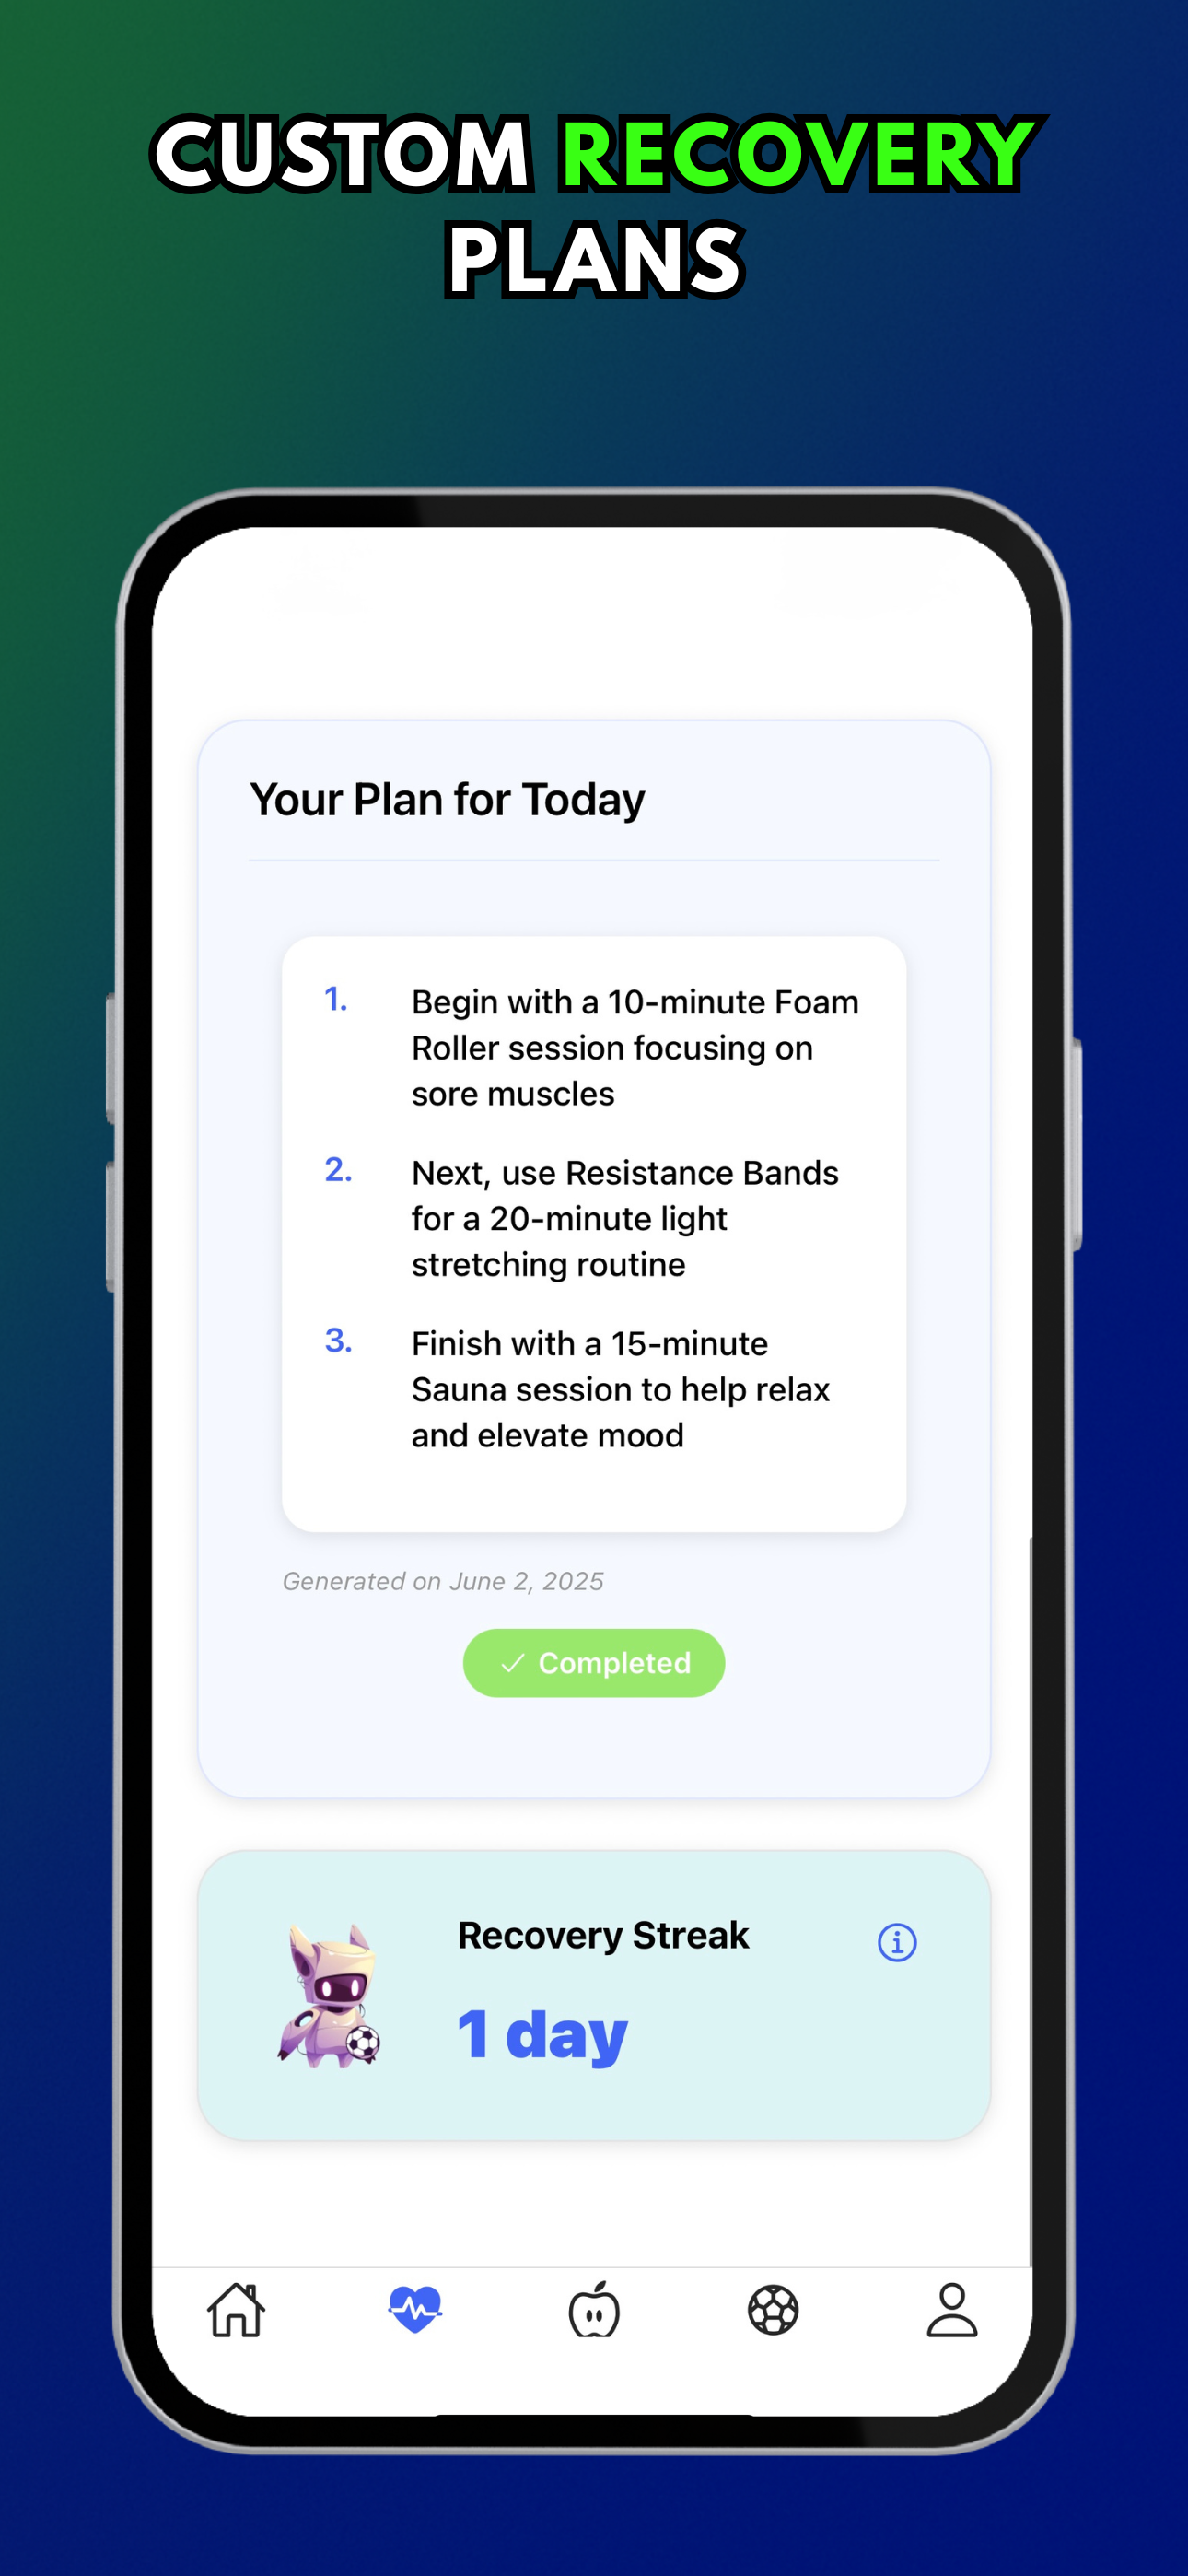 CUSTOM RECOVERY
PLANS
Your Plan for Today
1. Begin with a 10-minute Foam
Roller session focusing on
sore muscles
2. Next, use Resistance Bands
for a 20-minute light
stretching routine
3. Finish with a 15-minute
Sauna session to help relax
and elevate mood
Generated on June 2, 2025
✓ Completed
Recovery Streak
1 day